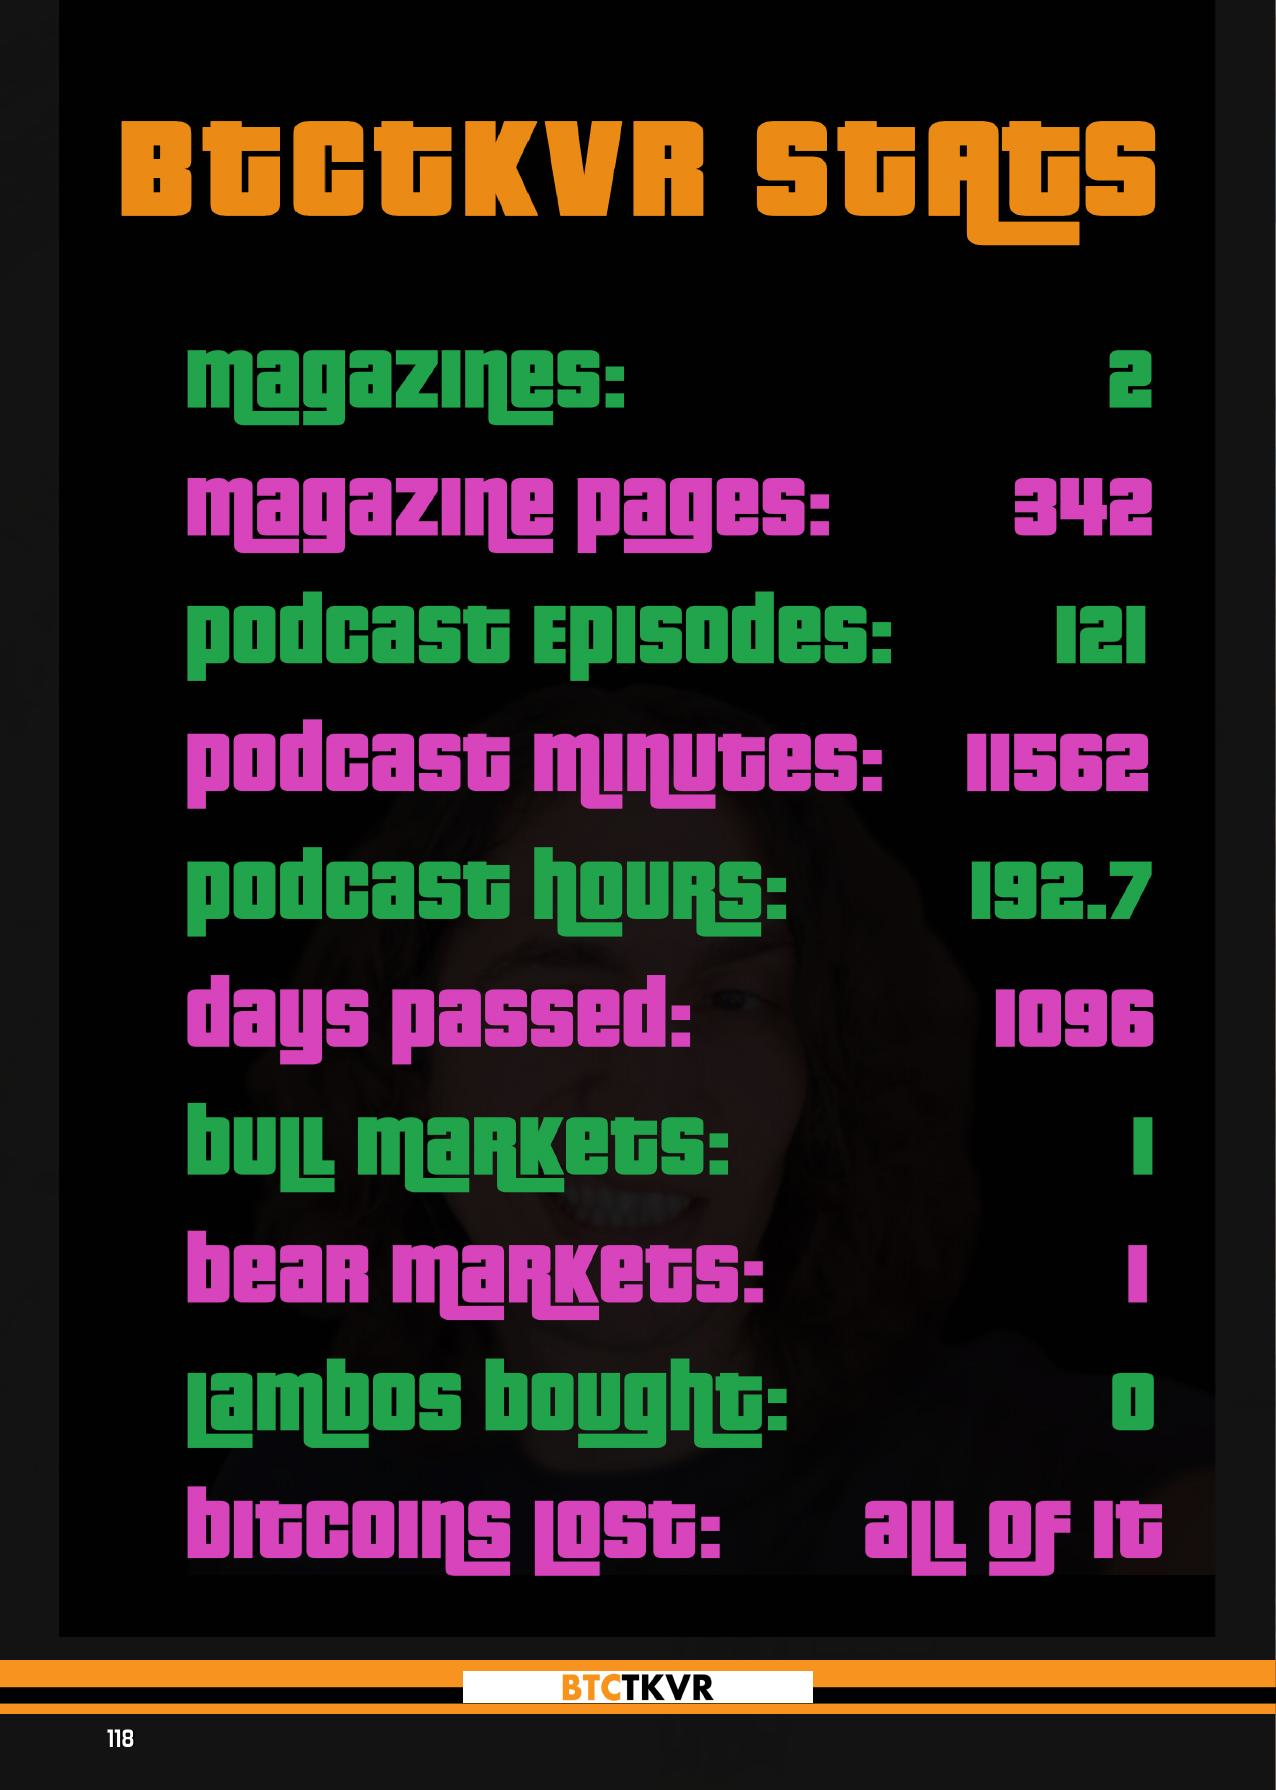 BtCtKVR StAtS
magazines: 2
magazine pages: 342
podcast Episodes: 121
podcast minutes: 11562
podcast hours: 192.7
days passed: 1096
bull markets: 1
bear markets: 1
Lambos bought: 0
bitcoins Lost: all of it
BTCTKVR
118